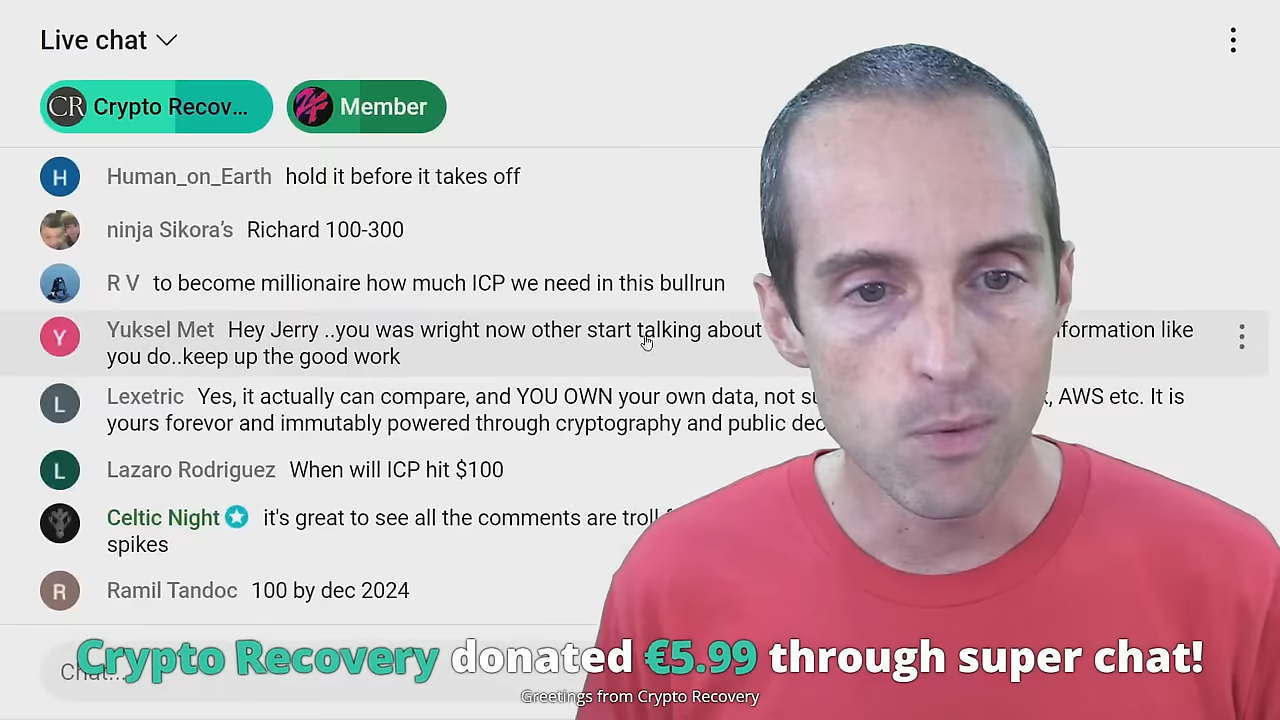 Live chat
CR Crypto Recov... Member
H Human_on_Earth hold it before it takes off
ninja Sikora's Richard 100-300
R V to become millionaire how much ICP we need in this bullrun
Y Yuksel Met Hey Jerry ..you was wright now other start talking about formation like
you do..keep up the good work
L Lexetric Yes, it actually can compare, and YOU OWN your own data, not , AWS etc. It is
yours forevor and immutably powered through cryptography and public
L Lazaro Rodriguez When will ICP hit $100
Celtic Night it's great to see all the comments are troll
spikes
R Ramil Tandoc 100 by dec 2024
Chat...
Crypto Recovery donated €5.99 through super chat!
Greetings from Crypto Recovery